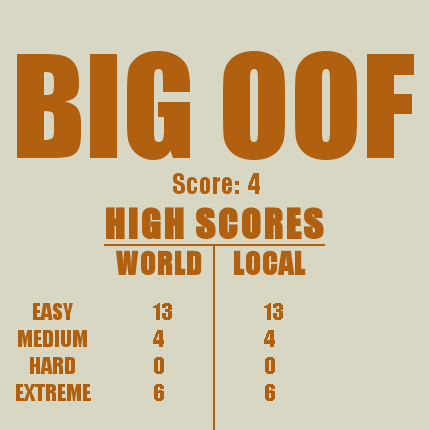 BIG OOF
Score: 4
HIGH SCORES
WORLD LOCAL
EASY 13 13
MEDIUM 4 4
HARD 0 0
EXTREME 6 6